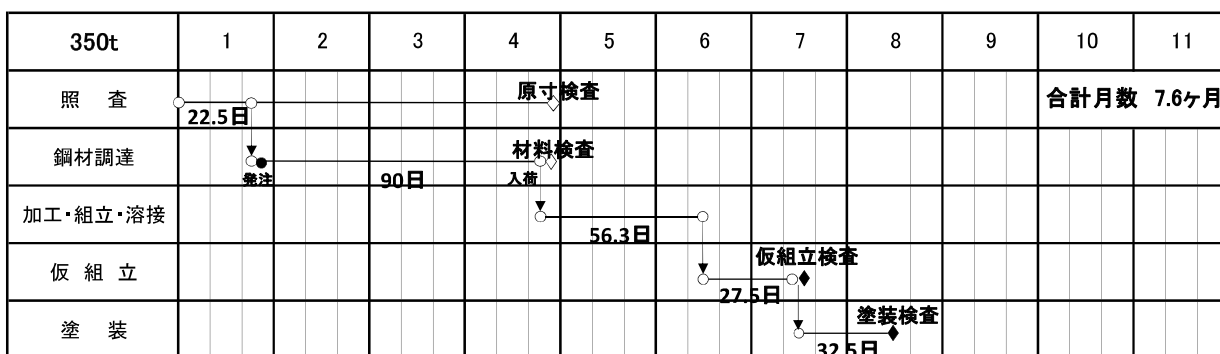 350t 1 2 3 4 5 6 7 8 9 10 11
照 査 22.5日 原寸検査 合計月数 7.6ヶ月
鋼材調達 発注 90日 入荷 材料検査
加工・組立・溶接 56.3日
仮 組 立 27.5日 仮組立検査
塗 装 32.5日 塗装検査